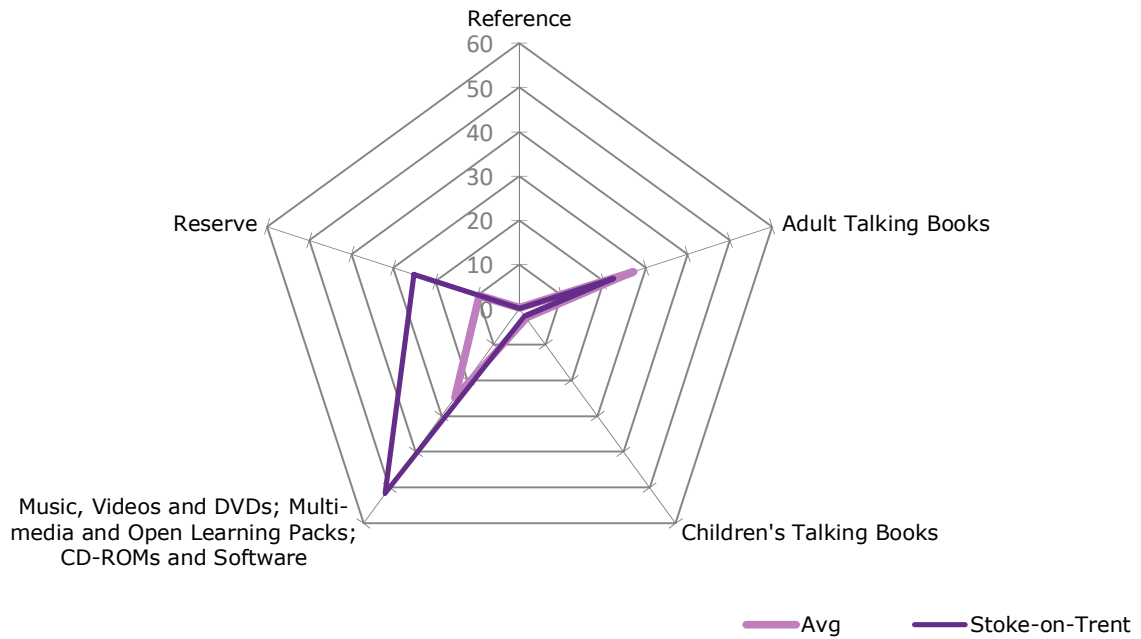 Reference
60
50
40
30
20
10
0
Reserve
Adult Talking Books
Music, Videos and DVDs; Multi-
media and Open Learning Packs;
CD-ROMs and Software
Children's Talking Books
Avg
Stoke-on-Trent